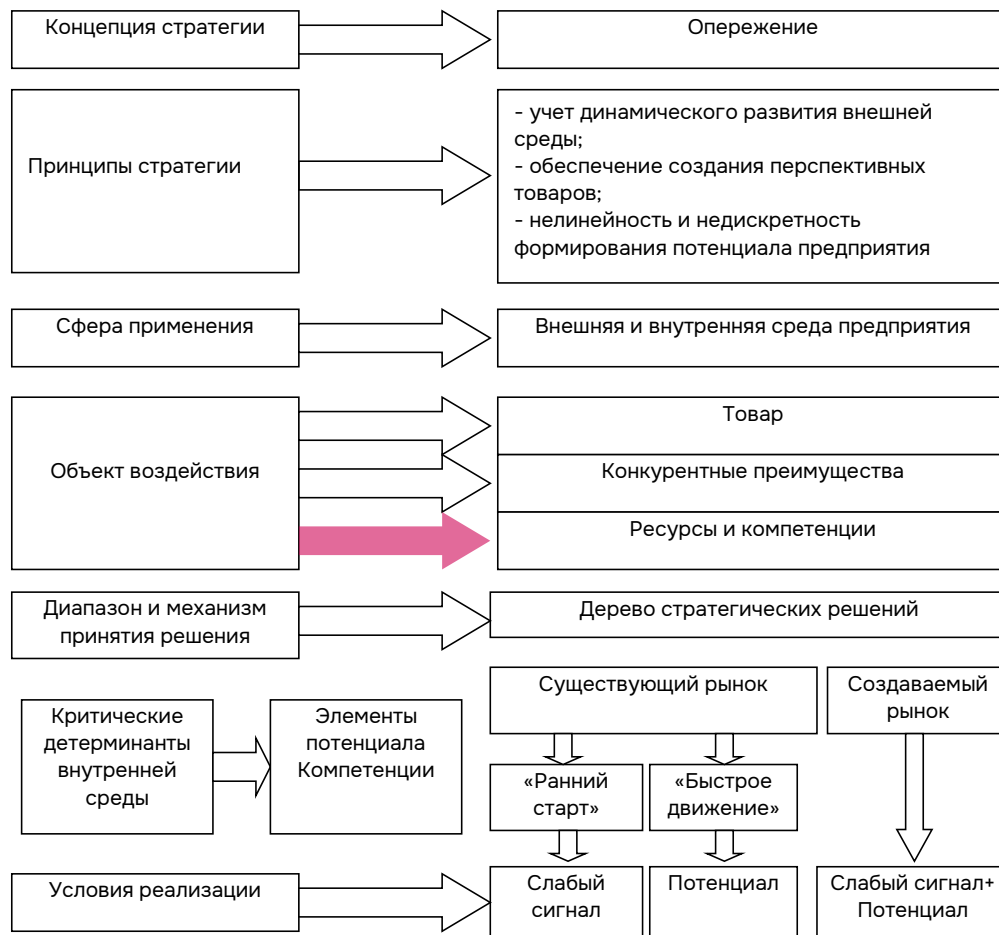 Концепция стратегии
Опережение
Принципы стратегии
- учет динамического развития внешней
среды;
- обеспечение создания перспективных
товаров;
- нелинейность и недискретность
формирования потенциала предприятия
Сфера применения
Внешняя и внутренняя среда предприятия
Объект воздействия
Товар
Конкурентные преимущества
Ресурсы и компетенции
Диапазон и механизм
принятия решения
Дерево стратегических решений
Существующий рынок
Создаваемый
рынок
Критические
детерминанты
внутренней
среды
Элементы
потенциала
Компетенции
«Ранний
старт»
«Быстрое
движение»
Условия реализации
Слабый
сигнал
Потенциал
Слабый сигнал+
Потенциал